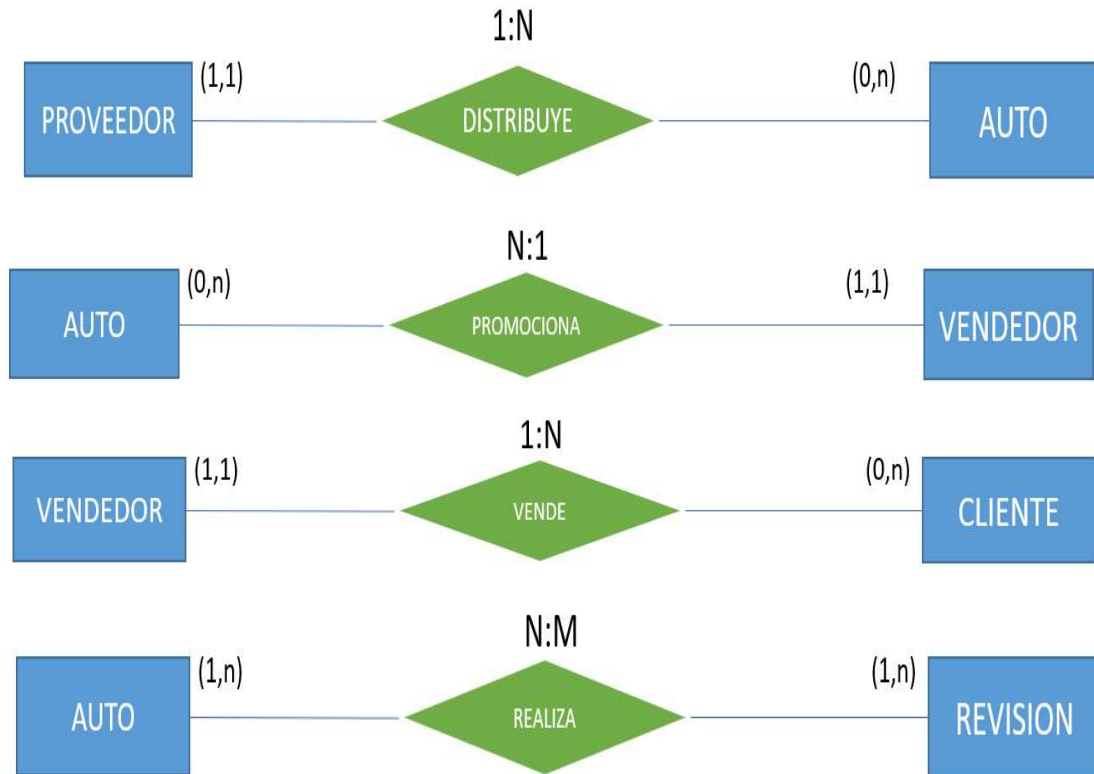 1:N
(1,1)
(0,n)
PROVEEDOR
DISTRIBUYE
AUTO
N:1
(0,n)
(1,1)
AUTO
PROMOCIONA
VENDEDOR
1:N
(1,1)
(0,n)
VENDEDOR
VENDE
CLIENTE
N:M
(1,n)
(1,n)
AUTO
REALIZA
REVISION